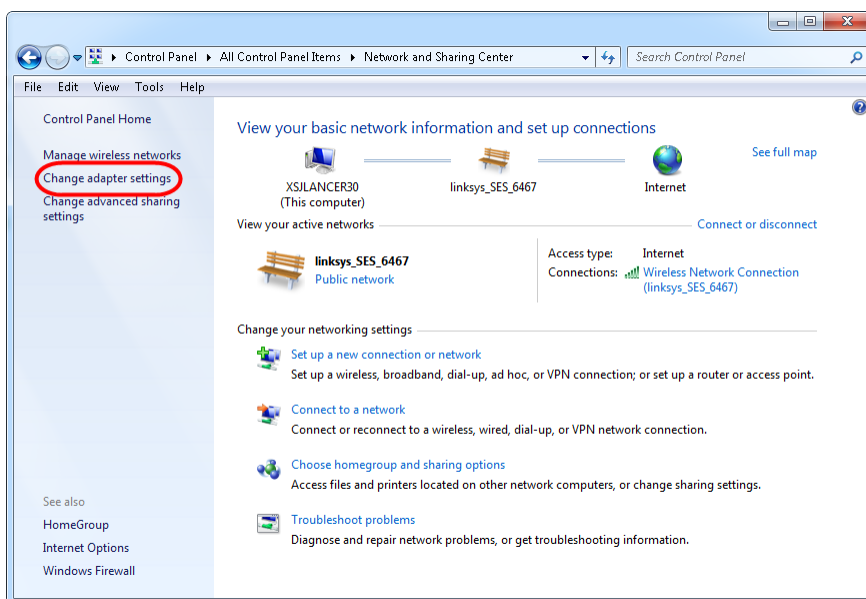 Control Panel All Control Panel Items Network and Sharing Center
Search Control Panel
File Edit View Tools Help
Control Panel Home
Manage wireless networks
Change adapter settings
Change advanced sharing
settings
See also
HomeGroup
Internet Options
Windows Firewall
View your basic network information and set up connections
See full map
XSJLANCER30
(This computer)
linksys_SES_6467
Internet
View your active networks
Connect or disconnect
linksys_SES_6467
Public network
Access type: Internet
Connections: Wireless Network Connection
(linksys_SES_6467)
Change your networking settings
Set up a new connection or network
Set up a wireless, broadband, dial-up, ad hoc, or VPN connection; or set up a router or access point.
Connect to a network
Connect or reconnect to a wireless, wired, dial-up, or VPN network connection.
Choose homegroup and sharing options
Access files and printers located on other network computers, or change sharing settings.
Troubleshoot problems
Diagnose and repair network problems, or get troubleshooting information.